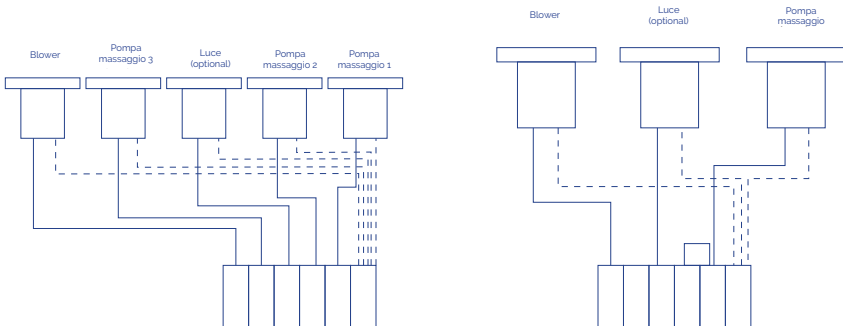 Blower
Pompa
massaggio 3
Luce
(optional)
Pompa
massaggio 2
Pompa
massaggio 1
Blower
Luce
(optional)
Pompa
massaggio